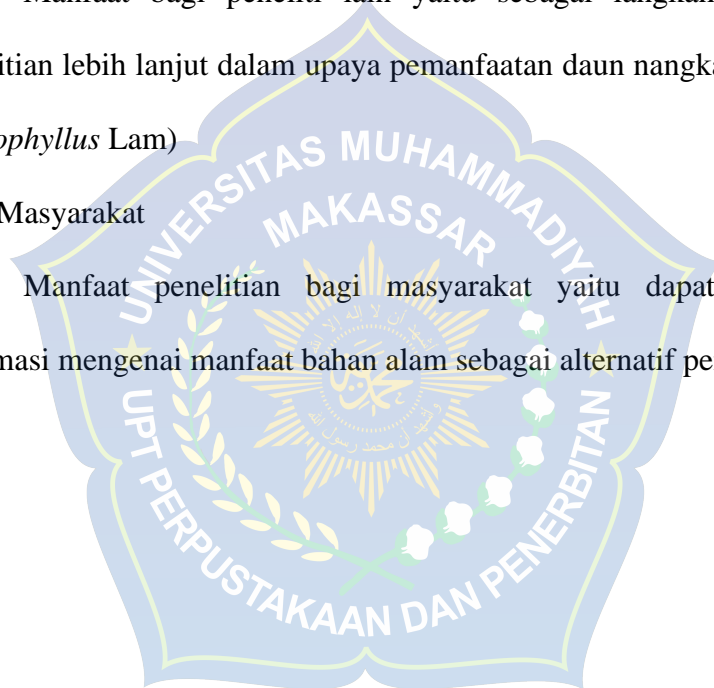 Manfaat bagi peneliti lain yaitu sebagai langkah
itian lebih lanjut dalam upaya pemanfaatan daun nangka
ophyllus Lam)
Masyarakat
Manfaat penelitian bagi masyarakat yaitu dapat
masi mengenai manfaat bahan alam sebagai alternatif pe
UNIVERSITAS MUHAMMADIYAH
MAKASSAR
UPT PERPUSTAKAAN DAN PENERBITAN